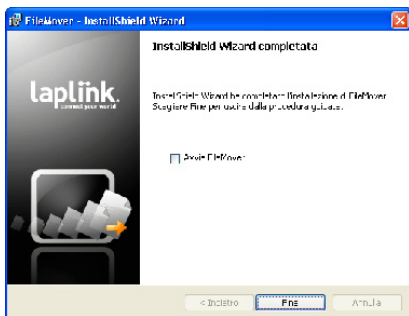 FileMover - InstallShield Wizard
InstallShield Wizard completata
laplink.
connect your world
InstallShield Wizard ha completato l'installazione di FileMover.
Scegliere Fine per uscire dalla procedura guidata.
Avvia FileMover
< Indietro
Fine
Annulla